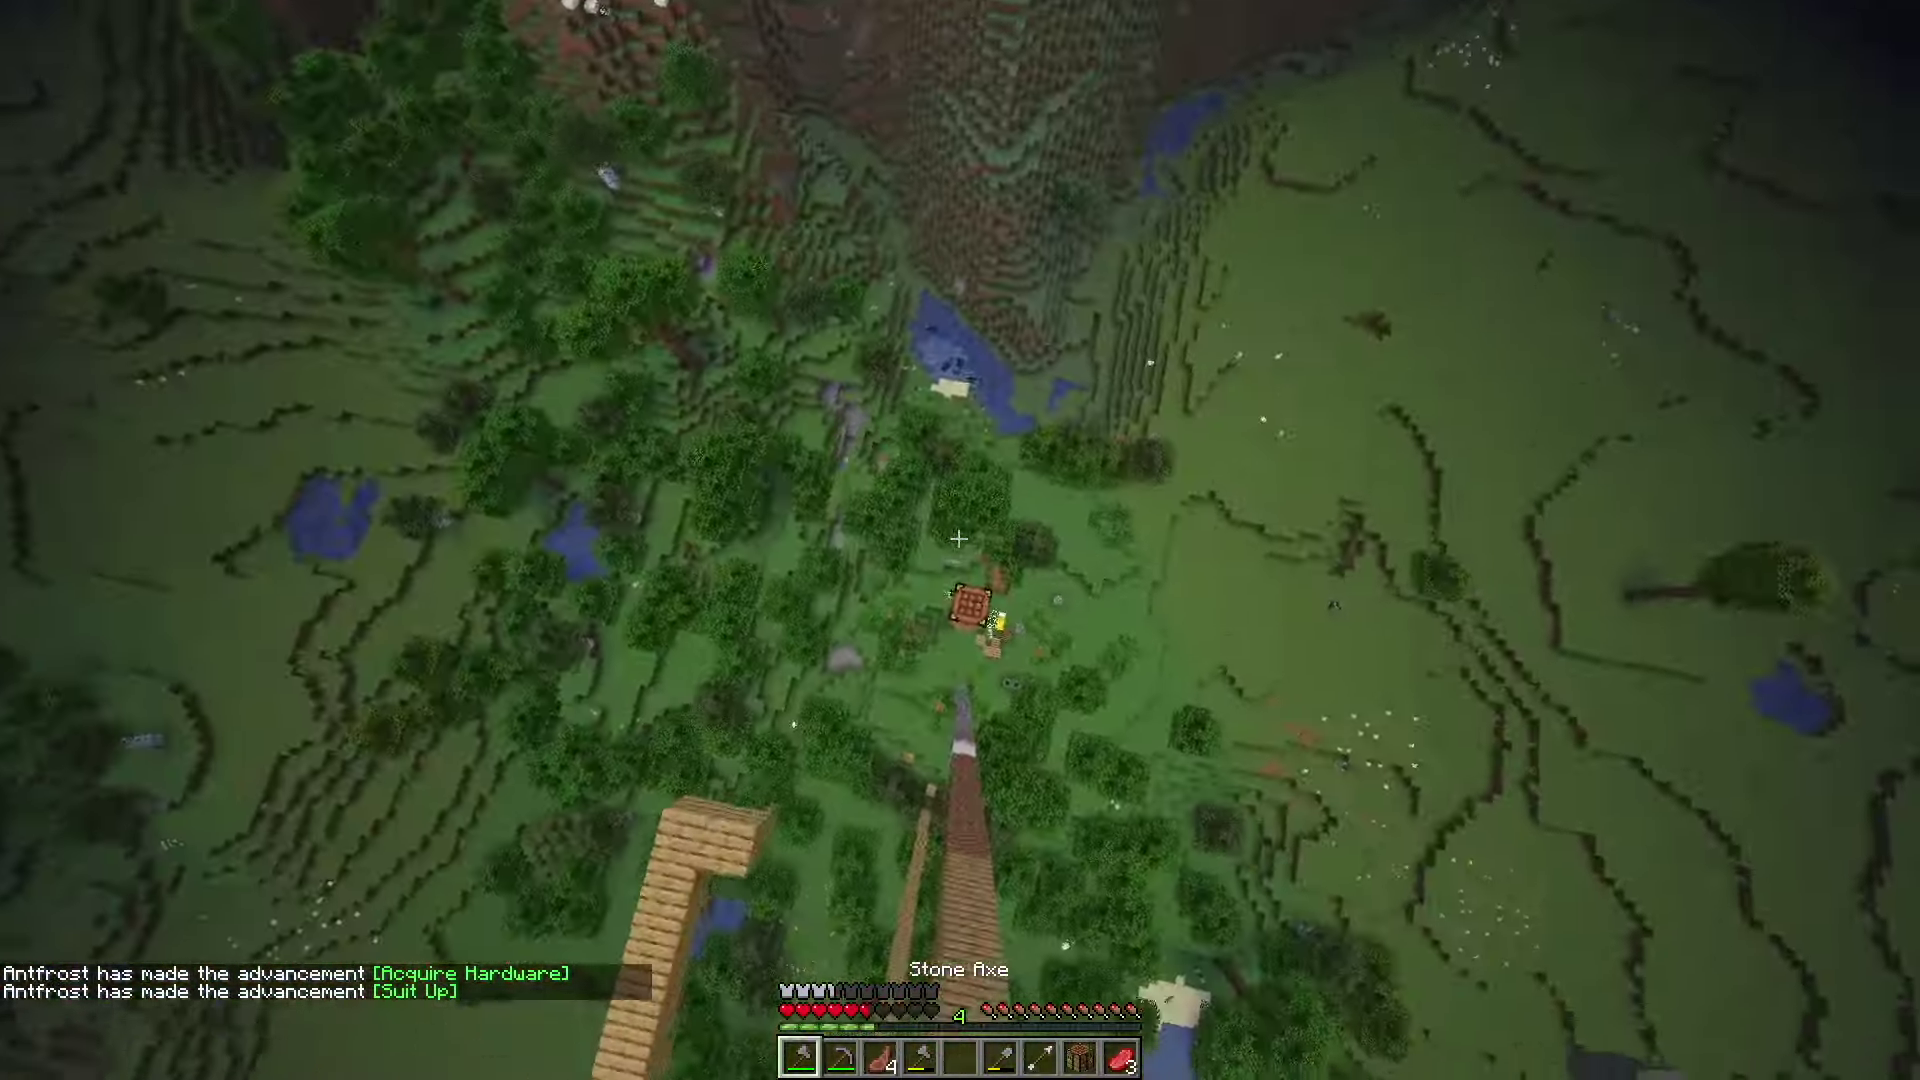 Antfrost has made the advancement [Acquire Hardware]
Antfrost has made the advancement [Suit Up]
Stone Axe
4
4
3